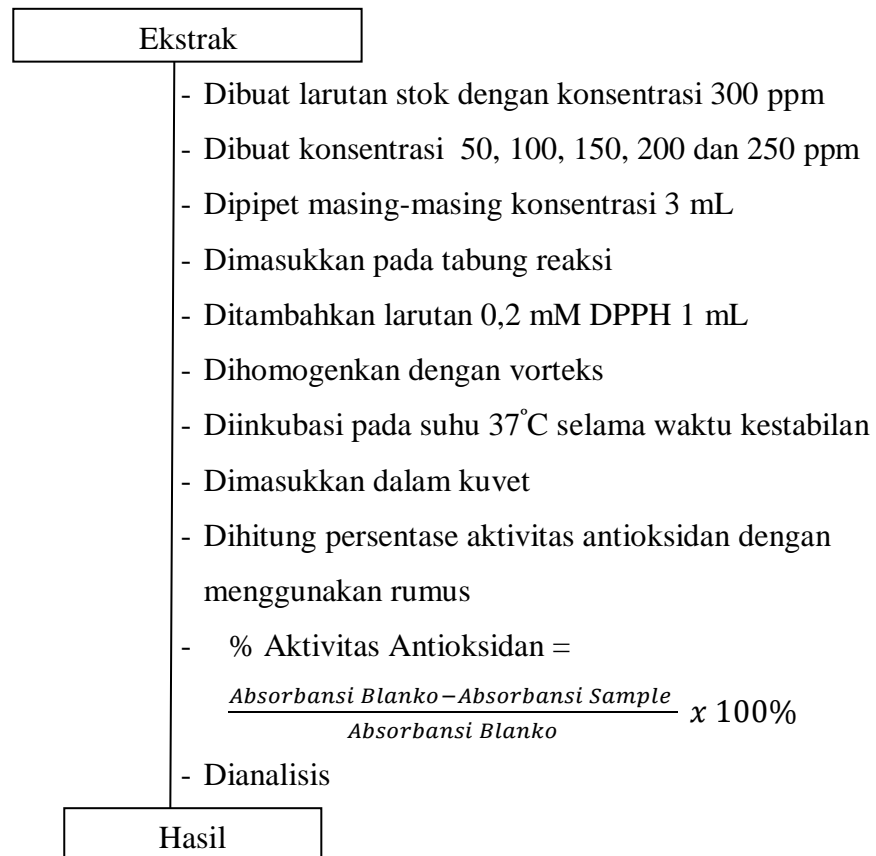 Ekstrak
- Dibuat larutan stok dengan konsentrasi 300 ppm
- Dibuat konsentrasi 50, 100, 150, 200 dan 250 ppm
- Dipipet masing-masing konsentrasi 3 mL
- Dimasukkan pada tabung reaksi
- Ditambahkan larutan 0,2 mM DPPH 1 mL
- Dihomogenkan dengan vorteks
- Diinkubasi pada suhu 37°C selama waktu kestabilan
- Dimasukkan dalam kuvet
- Dihitung persentase aktivitas antioksidan dengan
menggunakan rumus
- % Aktivitas Antioksidan =
Absorbansi Blanko−Absorbansi Sample
Absorbansi Blanko
x 100%
- Dianalisis
Hasil